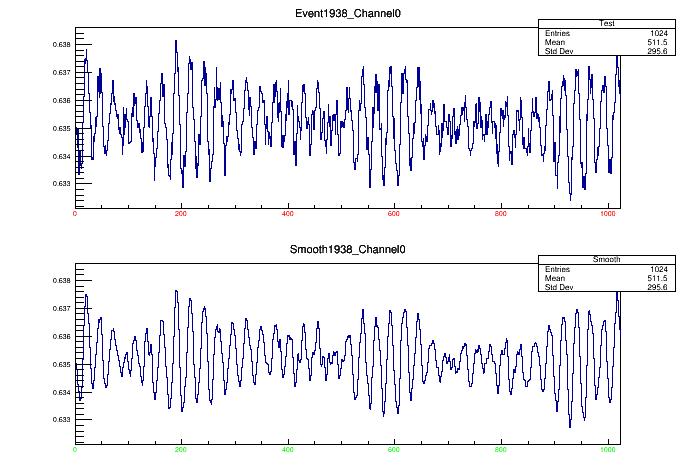 Event1938_Channel0
Test
Entries 1024
Mean 511.5
Std Dev 295.6
0.638
0.637
0.636
0.635
0.634
0.633
0 200 400 600 800 1000
Smooth1938_Channel0
Smooth
Entries 1024
Mean 511.5
Std Dev 295.6
0.638
0.637
0.636
0.635
0.634
0.633
0 200 400 600 800 1000